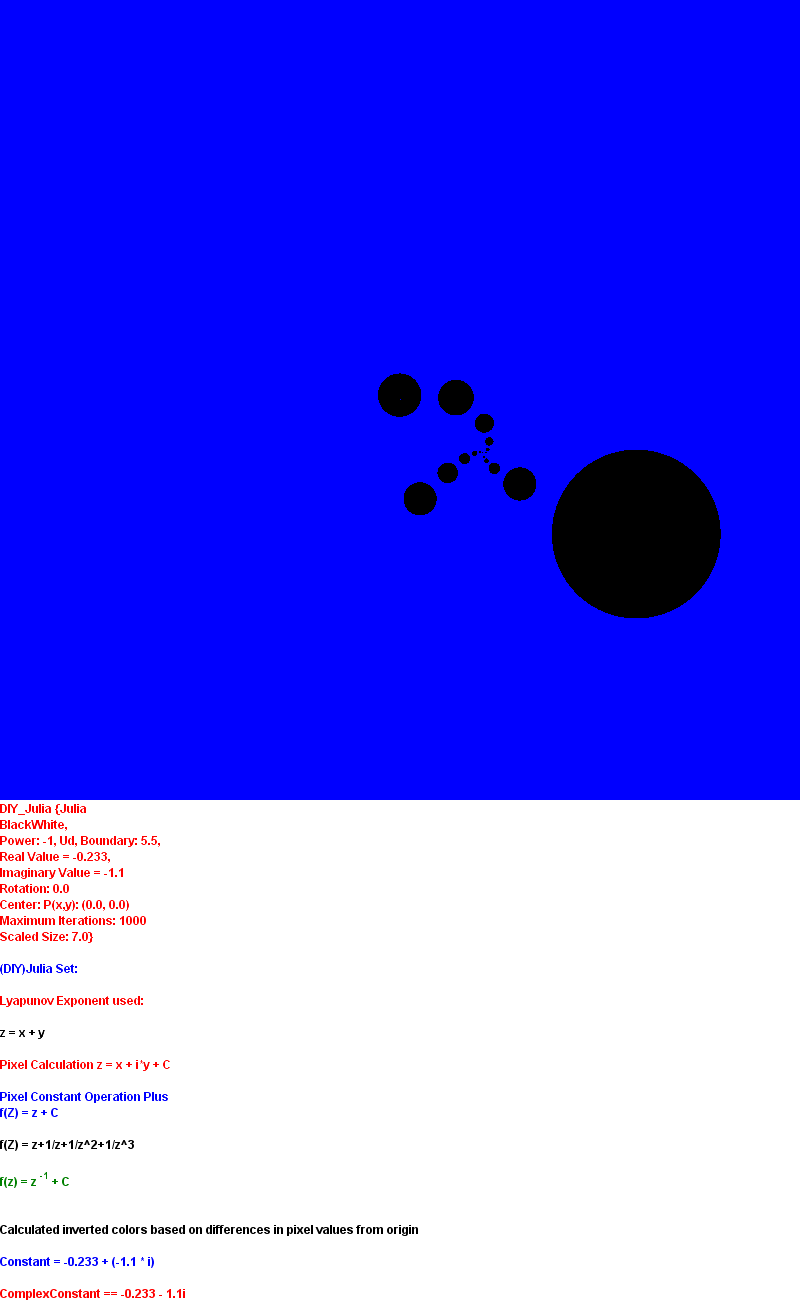 DIY_Julia {Julia
BlackWhite,
Power: -1, Ud, Boundary: 5.5,
Real Value = -0.233,
Imaginary Value = -1.1
Rotation: 0.0
Center: P(x,y): (0.0, 0.0)
Maximum Iterations: 1000
Scaled Size: 7.0}
(DIY)Julia Set:
Lyapunov Exponent used:
z = x + y
Pixel Calculation z = x + i*y + C
Pixel Constant Operation Plus
f(Z) = z + C
f(Z) = z+1/z+1/z^2+1/z^3
f(z) = z -1 + C
Calculated inverted colors based on differences in pixel values from origin
Constant = -0.233 + (-1.1 * i)
ComplexConstant == -0.233 - 1.1i